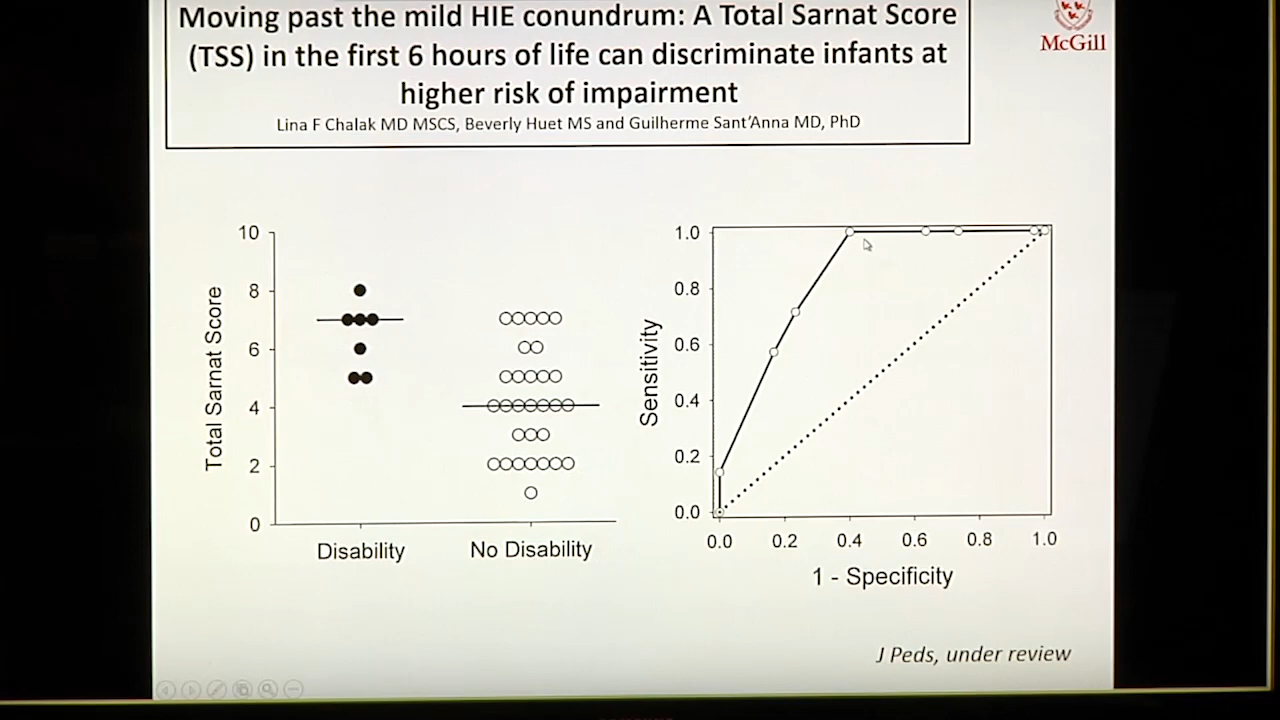 Moving past the mild HIE conundrum: A Total Sarnat Score
(TSS) in the first 6 hours of life can discriminate infants at
higher risk of impairment
Lina F Chalak MD MSCS, Beverly Huet MS and Guilherme Sant'Anna MD, PhD
McGill
Total Sarnat Score
10
8
6
4
2
0
Disability
No Disability
Sensitivity
1.0
0.8
0.6
0.4
0.2
0.0
0.0
0.2
0.4
0.6
0.8
1.0
1 - Specificity
J Peds, under review